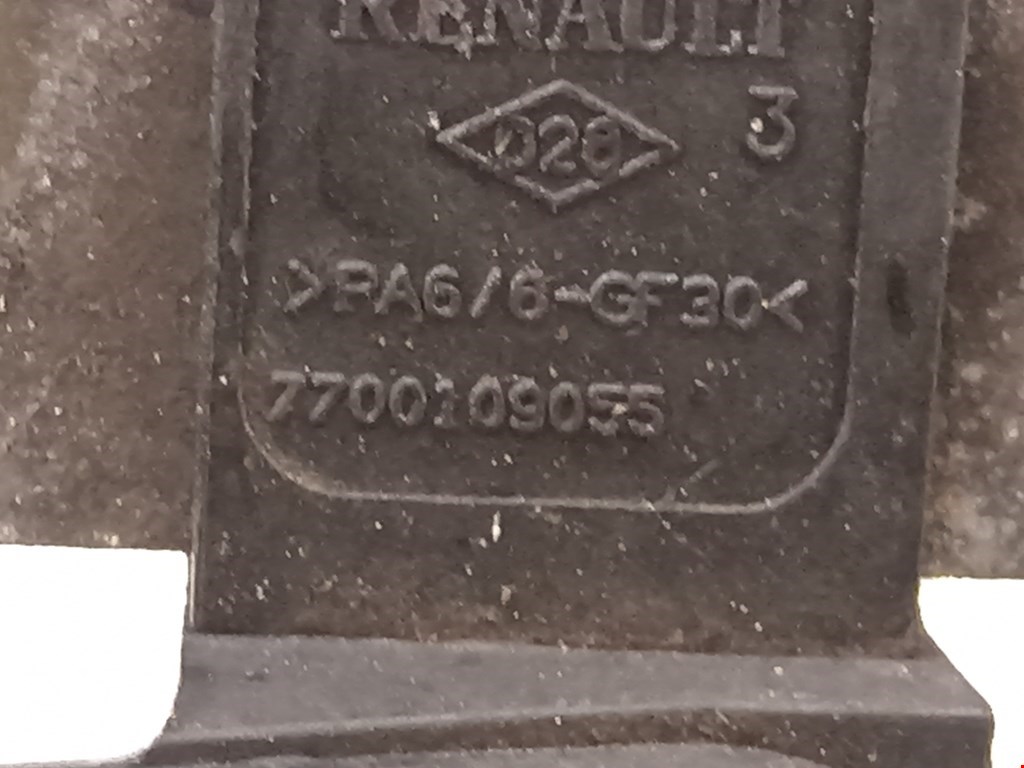 RENAULT
028 3
>PA6/6-GF30<
7700109055